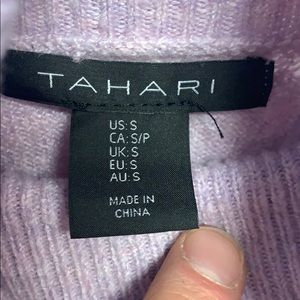 TAHARI
US: S
CA: S/P
UK: S
EU: S
AU: S
MADE IN
CHINA